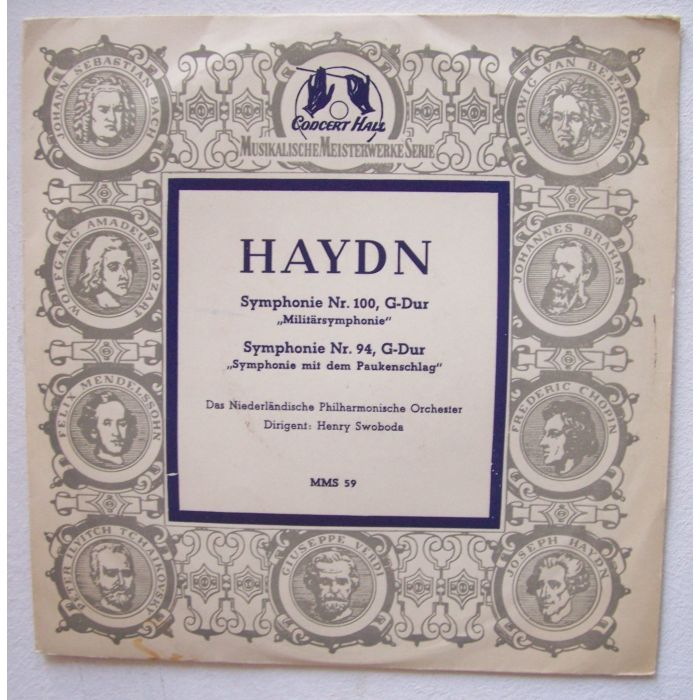 CONCERT HALL
MUSIKALISCHE MEISTERWERKE SERIE
JOHANN SEBASTIAN BACH
LUDWIG VAN BEETHOVEN
WOLFGANG AMADEUS MOZART
JOHANNES BRAHMS
FELIX MENDELSSOHN
FREDERIC CHOPIN
PETER ILYITCH TCHAIKOVSKY
GIUSEPPE VERDI
JOSEPH HAYDN
HAYDN
Symphonie Nr. 100, G-Dur
„Militärsymphonie"
Symphonie Nr. 94, G-Dur
„Symphonie mit dem Paukenschlag"
Das Niederländische Philharmonische Orchester
Dirigent: Henry Swoboda
MMS 59